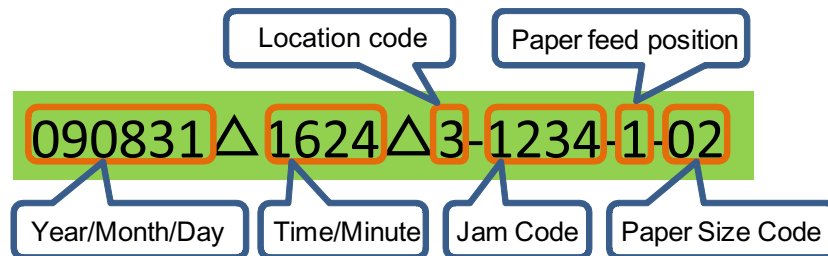 Location code Paper feed position
090831△1624△3-1234-1-02
Year/Month/Day Time/Minute Jam Code Paper Size Code